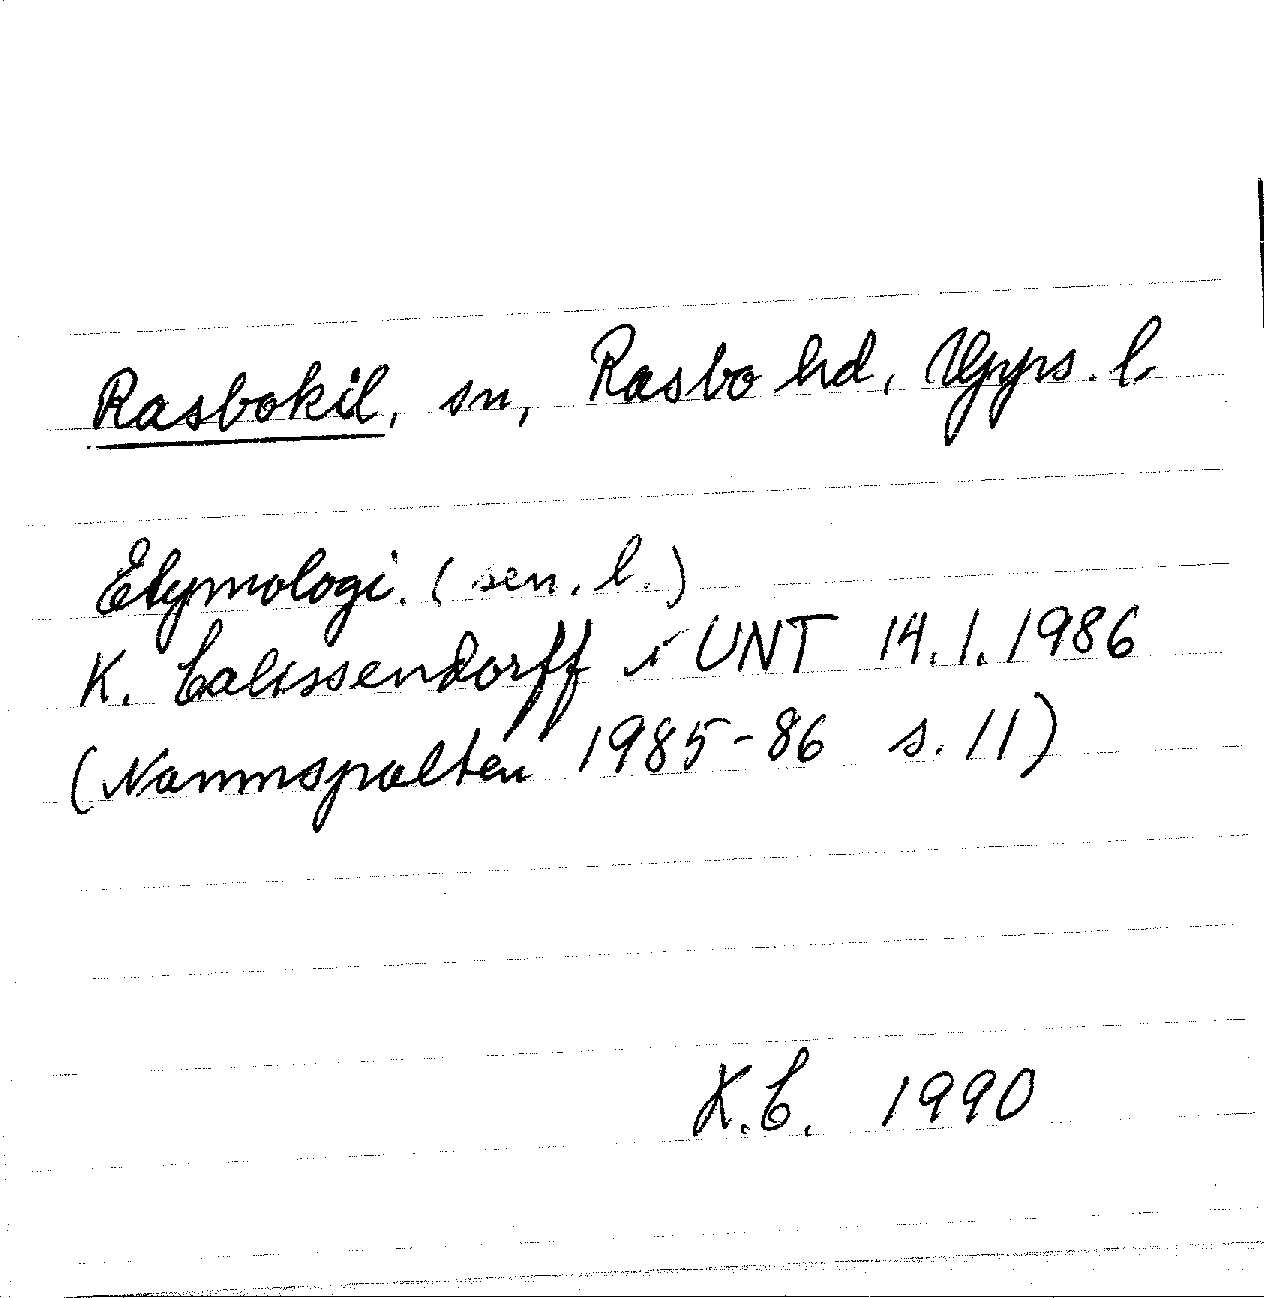 Rasbokil, sn, Rasbo hd, Upps. l
Etymologi. (sen. l.)
K. Calissendorff i UNT 14.1.1986
(Namnspalten 1985-86 s. 11)
K.C. 1990